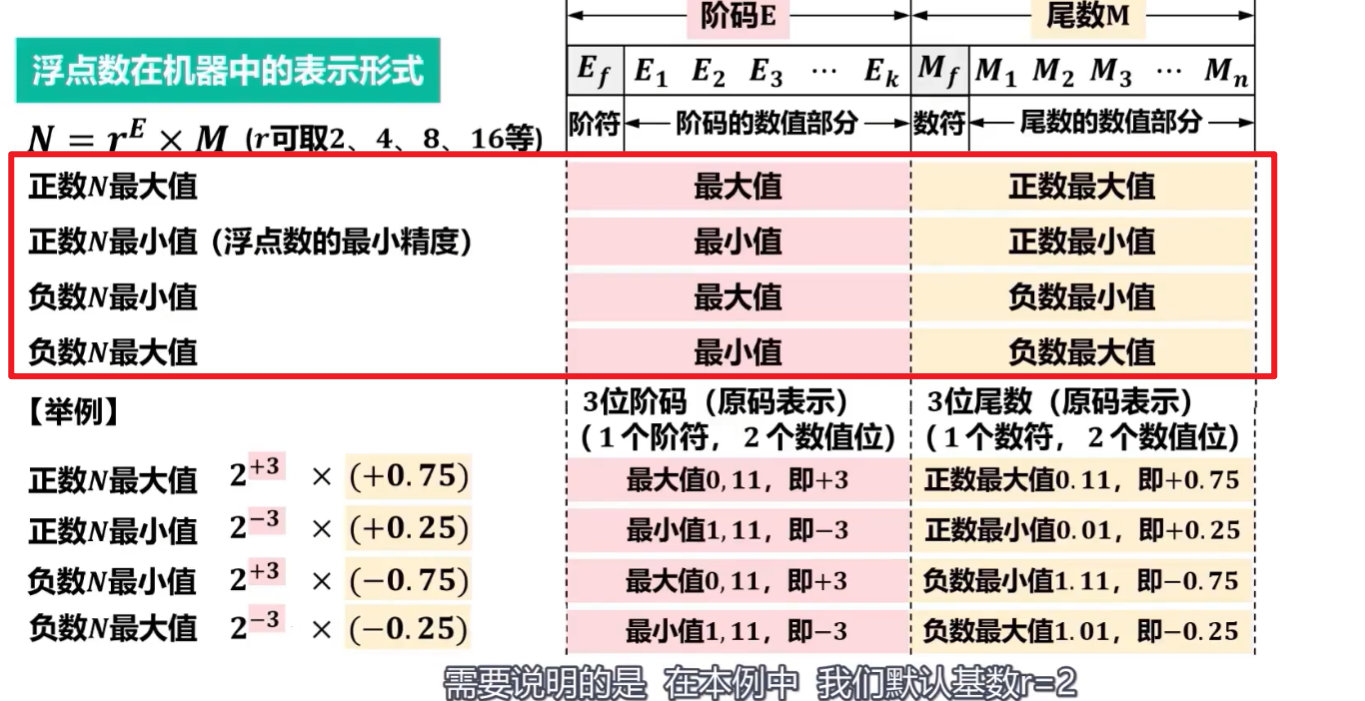 阶码E 尾数M
浮点数在机器中的表示形式 E_f E_1 E_2 E_3 ⋯ E_k M_f M_1 M_2 M_3 ⋯ M_n
N = r^E × M (r可取2、4、8、16等) 阶符 阶码的数值部分 数符 尾数的数值部分
正数N最大值 最大值 正数最大值
正数N最小值（浮点数的最小精度） 最小值 正数最小值
负数N最小值 最大值 负数最小值
负数N最大值 最小值 负数最大值
【举例】 3位阶码（原码表示） 3位尾数（原码表示）
（1个阶符，2个数值位） （1个数符，2个数值位）
正数N最大值 2^{+3} × (+0.75) 最大值0,11，即+3 正数最大值0.11，即+0.75
正数N最小值 2^{−3} × (+0.25) 最小值1,11，即−3 正数最小值0.01，即+0.25
负数N最小值 2^{+3} × (−0.75) 最大值0,11，即+3 负数最小值1.11，即−0.75
负数N最大值 2^{−3} × (−0.25) 最小值1,11，即−3 负数最大值1.01，即−0.25
需要说明的是 在本例中 我们默认基数r=2